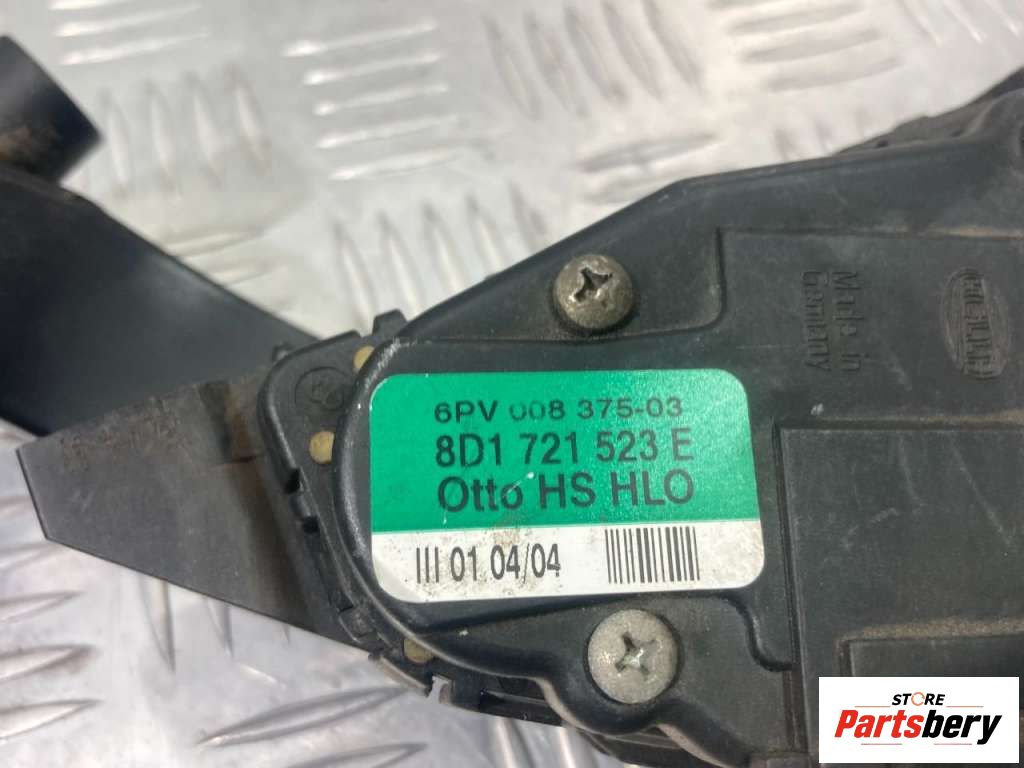 Made in
Germany
HELLA
6PV 008 375-03
8D1 721 523 E
Otto HS HLO
III 01 04/04
STORE
Partsbery